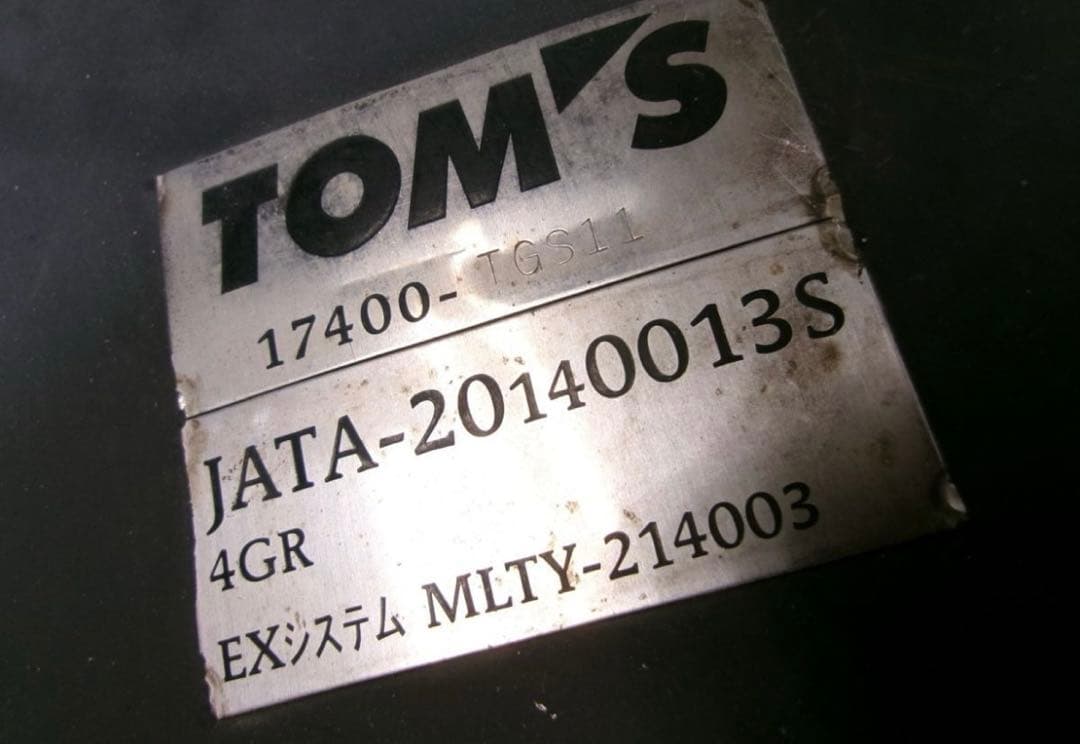 TOM'S
17400-TGS11
JATA-20140013S
4GR
EXシステム MLTY-214003